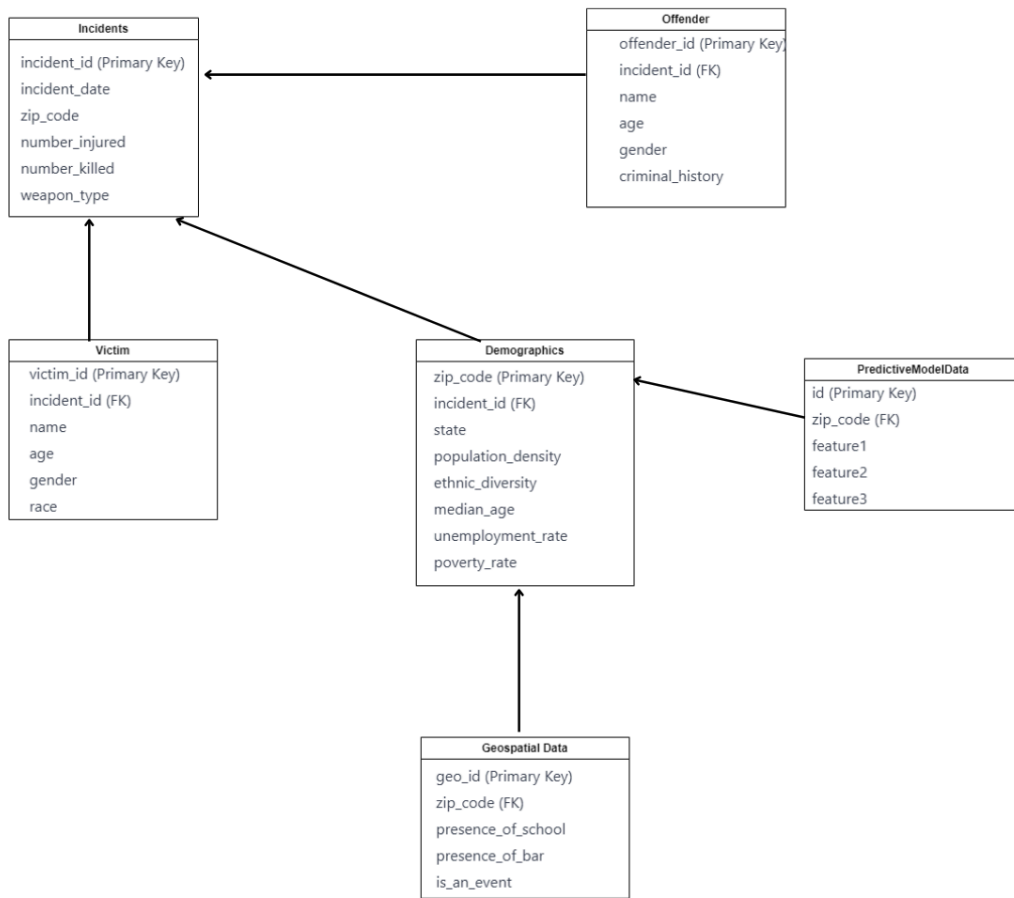 Incidents
incident_id (Primary Key)
incident_date
zip_code
number_injured
number_killed
weapon_type
Offender
offender_id (Primary Key)
incident_id (FK)
name
age
gender
criminal_history
Victim
victim_id (Primary Key)
incident_id (FK)
name
age
gender
race
Demographics
zip_code (Primary Key)
incident_id (FK)
state
population_density
ethnic_diversity
median_age
unemployment_rate
poverty_rate
PredictiveModelData
id (Primary Key)
zip_code (FK)
feature1
feature2
feature3
Geospatial Data
geo_id (Primary Key)
zip_code (FK)
presence_of_school
presence_of_bar
is_an_event